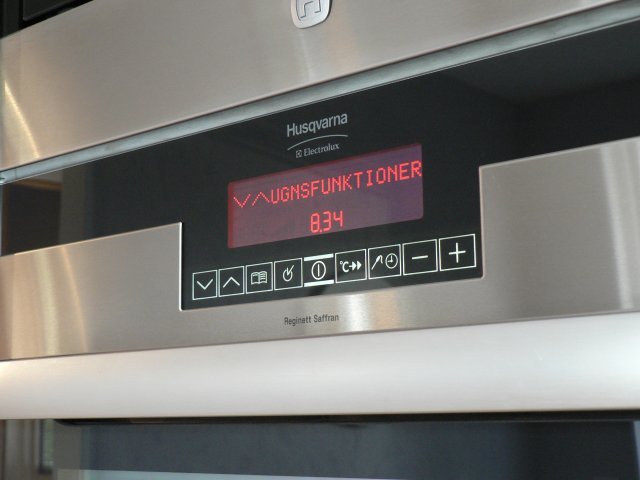 Husqvarna
Electrolux
UGNSFUNKTIONER
8.34
°C
Reginett Saffran